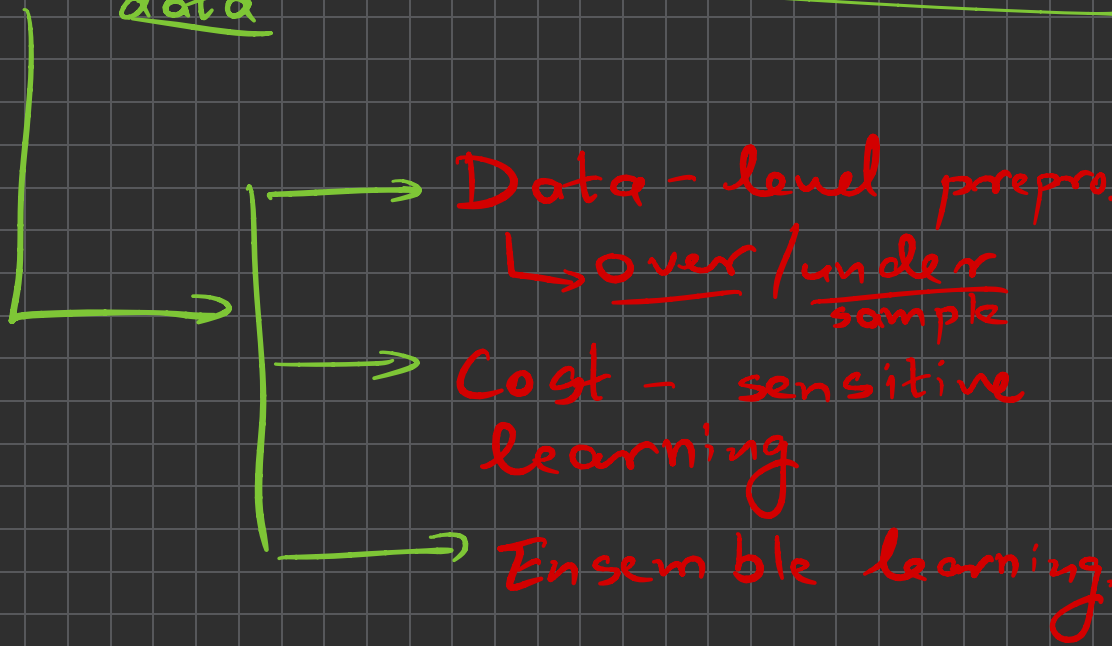 data
Data - level prepro.
over / under
sample
Cost - sensitive
learning
Ensemble learning.